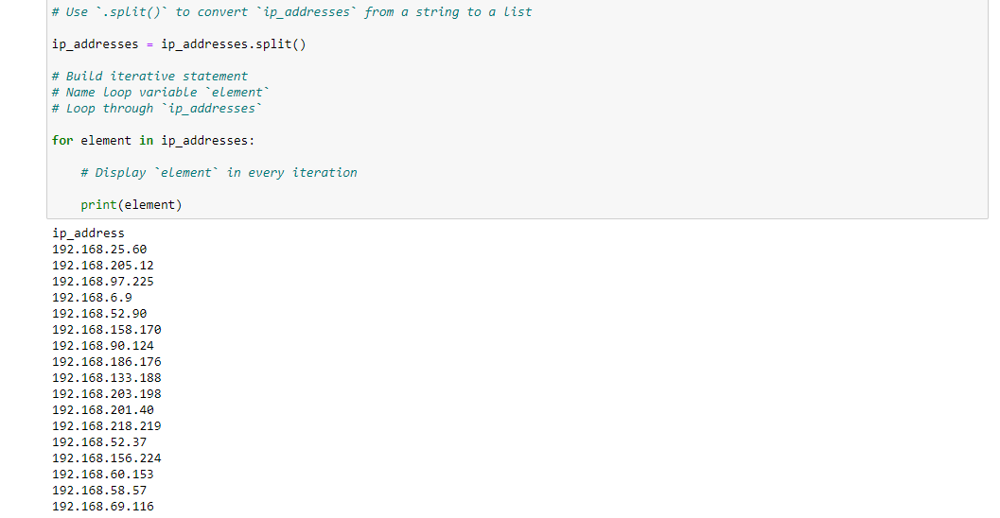 # Use `.split()` to convert `ip_addresses` from a string to a list
ip_addresses = ip_addresses.split()
# Build iterative statement
# Name loop variable `element`
# Loop through `ip_addresses`
for element in ip_addresses:
# Display `element` in every iteration
print(element)
ip_address
192.168.25.60
192.168.205.12
192.168.97.225
192.168.6.9
192.168.52.90
192.168.158.170
192.168.90.124
192.168.186.176
192.168.133.188
192.168.203.198
192.168.201.40
192.168.218.219
192.168.52.37
192.168.156.224
192.168.60.153
192.168.58.57
192.168.69.116